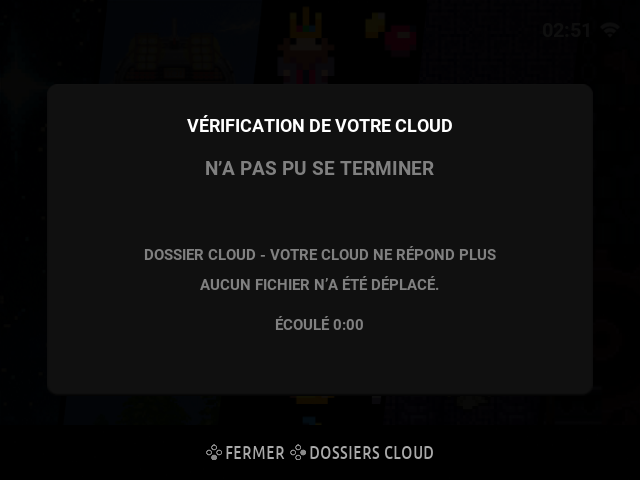 02:51
VÉRIFICATION DE VOTRE CLOUD
N’A PAS PU SE TERMINER
DOSSIER CLOUD - VOTRE CLOUD NE RÉPOND PLUS
AUCUN FICHIER N’A ÉTÉ DÉPLACÉ.
ÉCOULÉ 0:00
FERMER DOSSIERS CLOUD